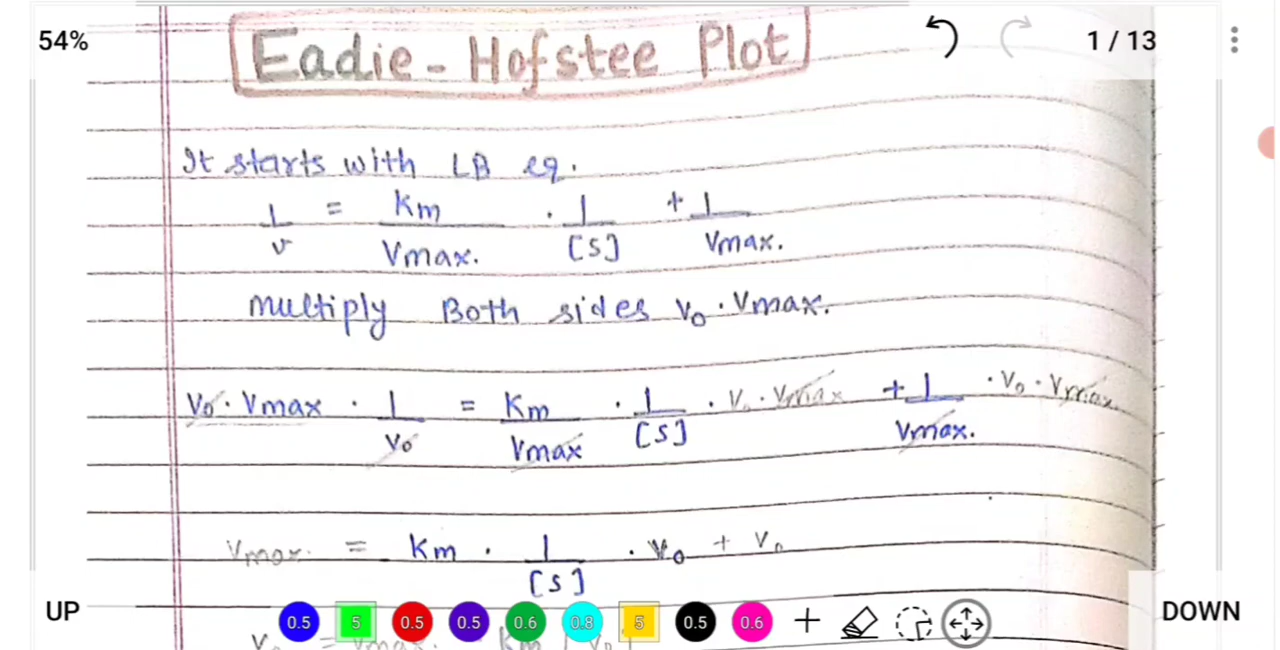 54%
Eadie - Hofstee Plot
1 / 13
It starts with LB eq.
1/v = Km/Vmax. · 1/[S] + 1/Vmax.
multiply Both sides v₀ · Vmax.
V₀ · Vmax · 1/V₀ = Km/Vmax · 1/[S] · V₀ · Vmax + 1/Vmax. · V₀ · Vmax.
Vmax. = Km · 1/[S] · V₀ + V₀
UP
0.5 5 0.5 0.5 0.6 0.8 5 0.5 0.6
DOWN
V₀ = Vmax. Km